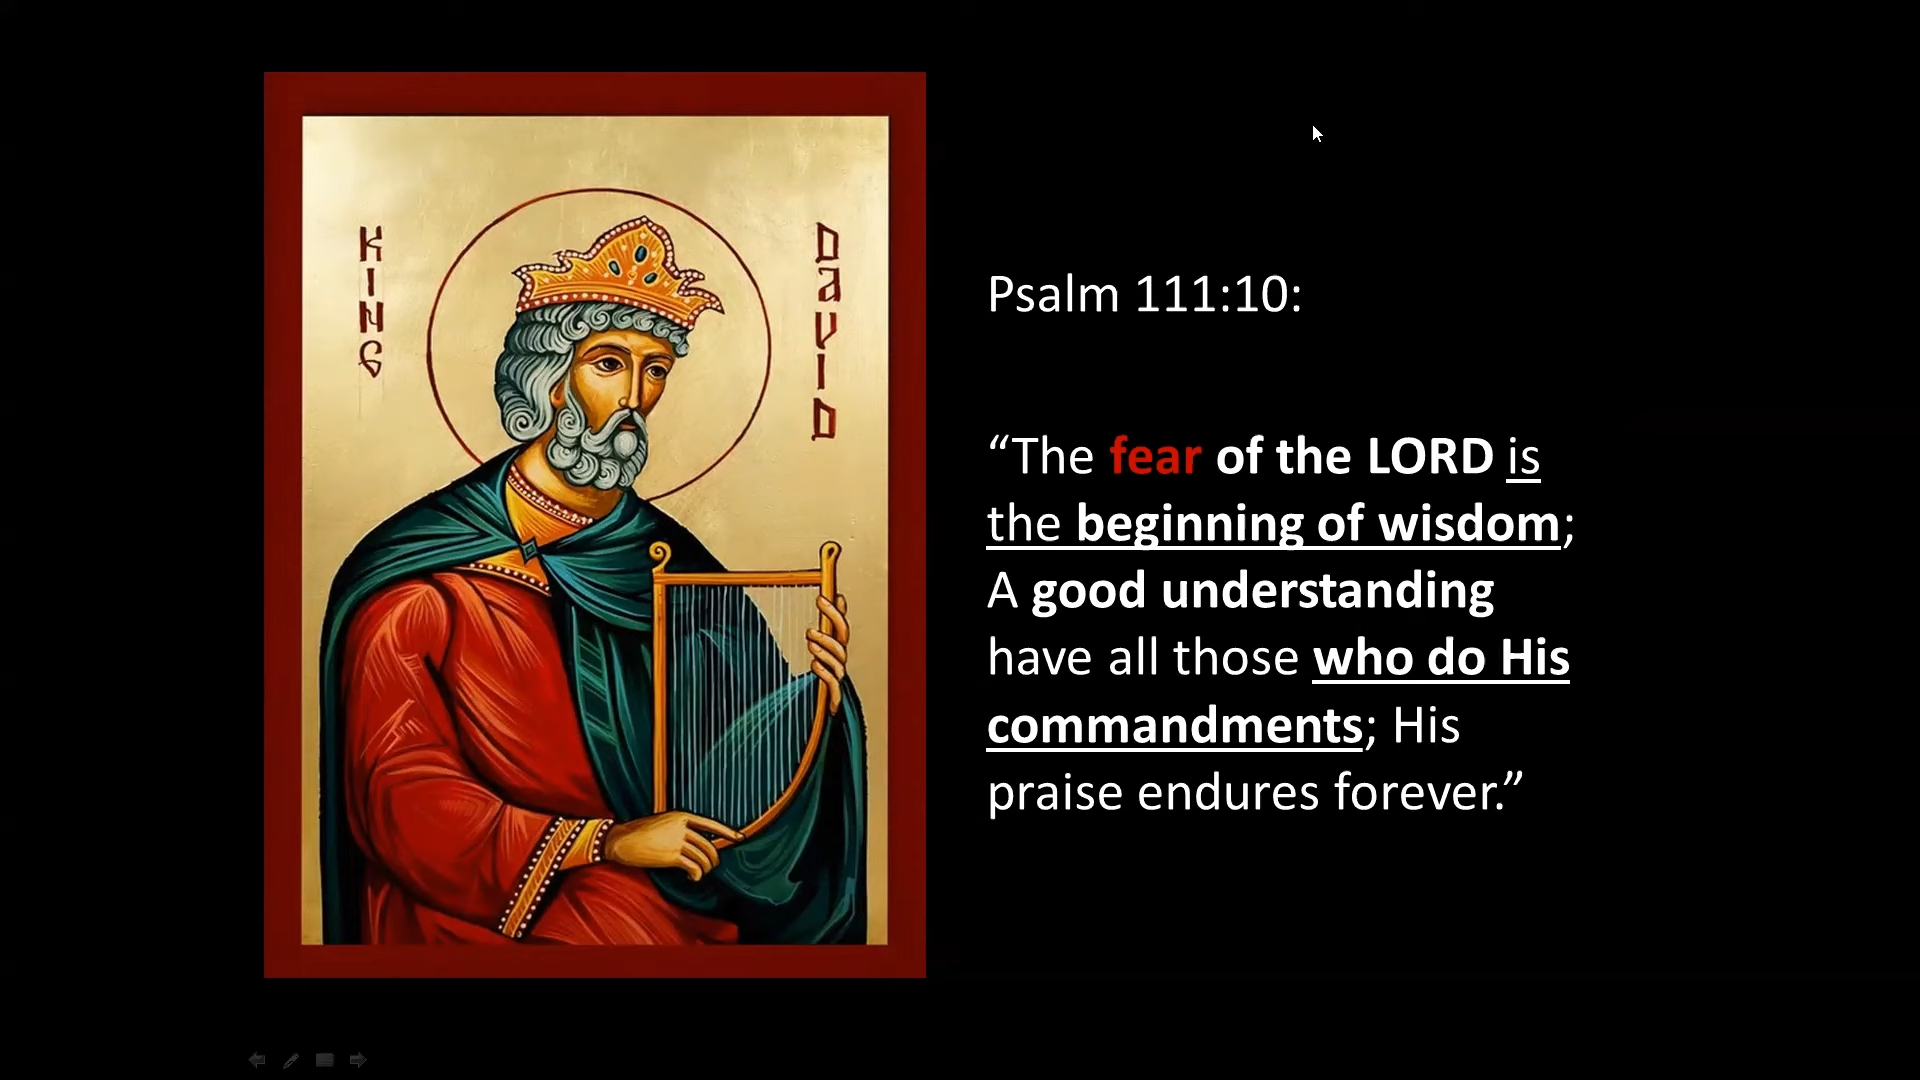 KING
DaVID
Psalm 111:10:
“The fear of the LORD is
the beginning of wisdom;
A good understanding
have all those who do His
commandments; His
praise endures forever.”